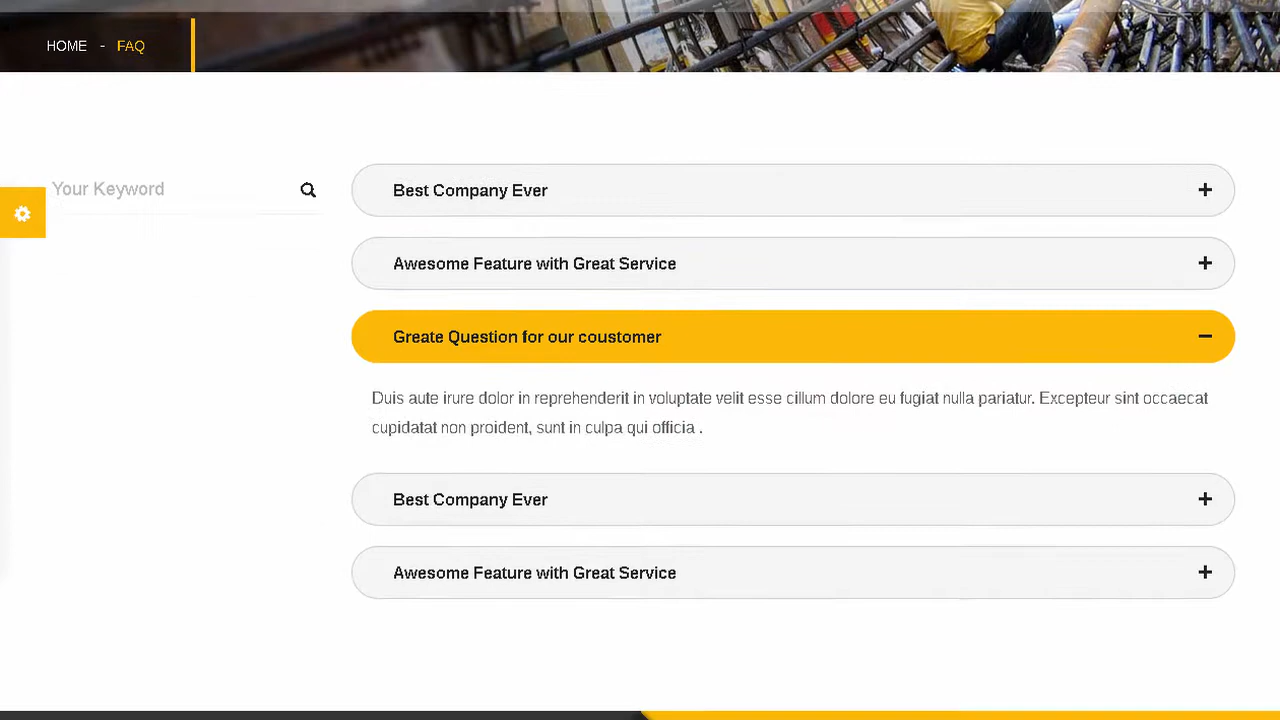 HOME - FAQ
Your Keyword
Best Company Ever
Awesome Feature with Great Service
Greate Question for our coustomer
Duis aute irure dolor in reprehenderit in voluptate velit esse cillum dolore eu fugiat nulla pariatur. Excepteur sint occaecat
cupidatat non proident, sunt in culpa qui officia .
Best Company Ever
Awesome Feature with Great Service